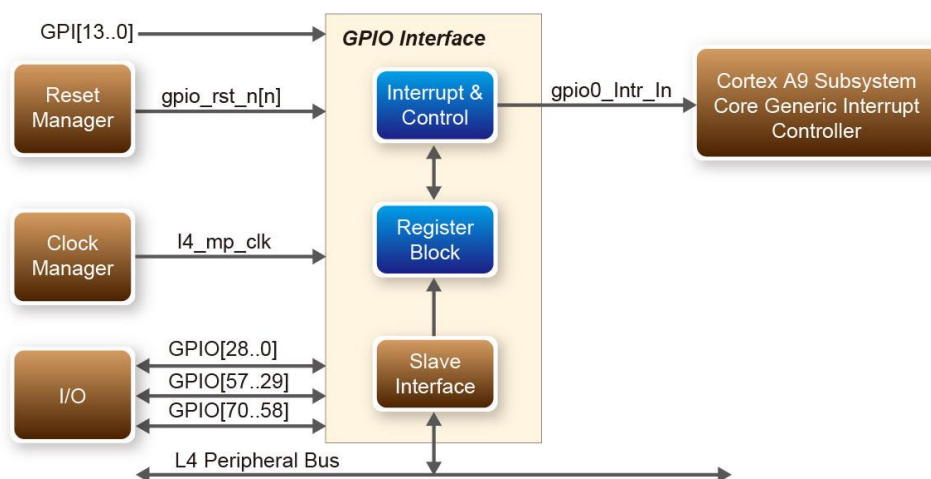 GPI[13..0]
GPIO Interface
Reset
Manager
gpio_rst_n[n]
Interrupt &
Control
gpio0_Intr_In
Cortex A9 Subsystem
Core Generic Interrupt
Controller
Clock
Manager
l4_mp_clk
Register
Block
I/O
GPIO[28..0]
GPIO[57..29]
GPIO[70..58]
Slave
Interface
L4 Peripheral Bus